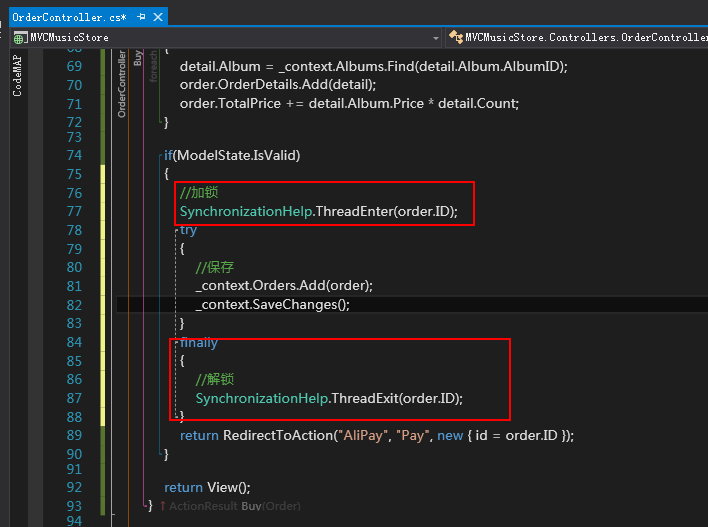 OrderController.cs*
MVCMusicStore
MVCMusicStore.Controllers.OrderController
CodeMAP
OrderController
Buy
foreach
68 {
69 detail.Album = _context.Albums.Find(detail.Album.AlbumID);
70 order.OrderDetails.Add(detail);
71 order.TotalPrice += detail.Album.Price * detail.Count;
72 }
73
74 if(ModelState.IsValid)
75 {
76 //加锁
77 SynchronizationHelp.ThreadEnter(order.ID);
78 try
79 {
80 //保存
81 _context.Orders.Add(order);
82 _context.SaveChanges();
83 }
84 finally
85 {
86 //解锁
87 SynchronizationHelp.ThreadExit(order.ID);
88 }
89 return RedirectToAction("AliPay", "Pay", new { id = order.ID });
90 }
91
92 return View();
93 } ↑ ActionResult Buy(Order)
94